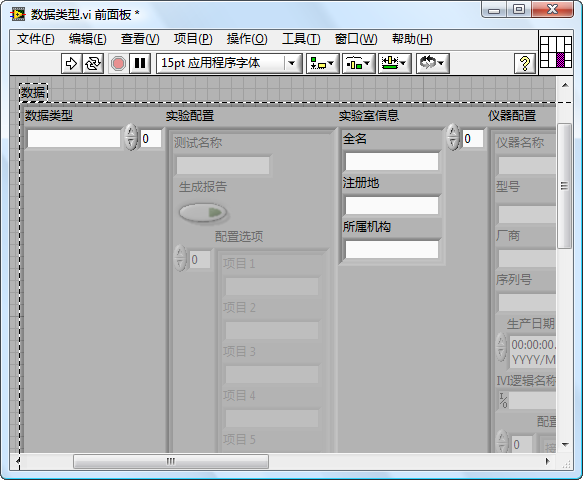 数据类型.vi 前面板 *
文件(F) 编辑(E) 查看(V) 项目(P) 操作(O) 工具(T) 窗口(W) 帮助(H)
15pt 应用程序字体
数据
数据类型 实验配置 实验室信息 仪器配置
0 测试名称 全名 0 仪器名称
生成报告 注册地 型号
配置选项 所属机构 厂商
0 项目 1 序列号
项目 2 生产日期
00:00:00.
YYYY/M
项目 3 IVI逻辑名称
项目 4 I/O
配
项目 5 0